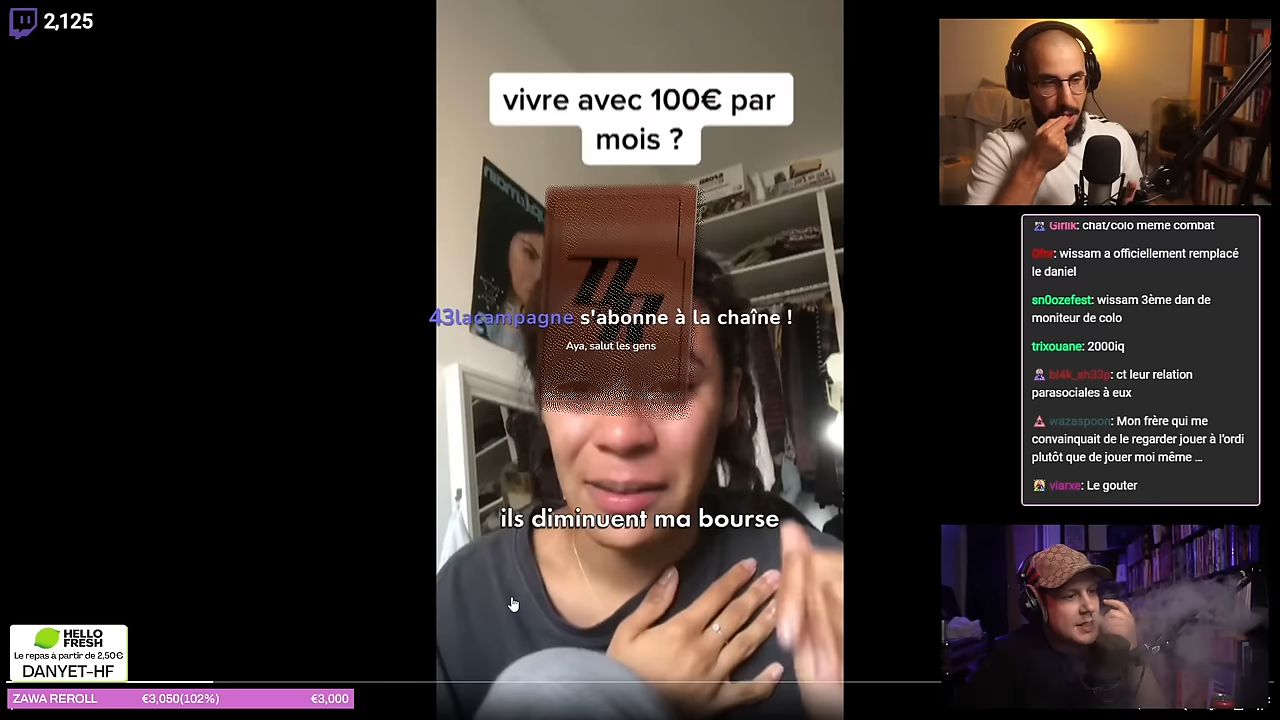 2,125
vivre avec 100€ par
mois ?
43lacampagne s'abonne à la chaîne !
Aya, salut les gens
ils diminuent ma bourse
Girlik: chat/colo meme combat
wissam a officiellement remplacé
le daniel
sn0ozefest: wissam 3ème dan de
moniteur de colo
trixouane: 2000iq
bl4k_sh33p: ct leur relation
parasociales à eux
wazaspoon: Mon frère qui me
convainquait de le regarder jouer à l'ordi
plutôt que de jouer moi même ...
viarxe: Le gouter
HELLO
FRESH
Le repas à partir de 2,50€
DANYET-HF
ZAWA REROLL €3,050(102%) €3,000